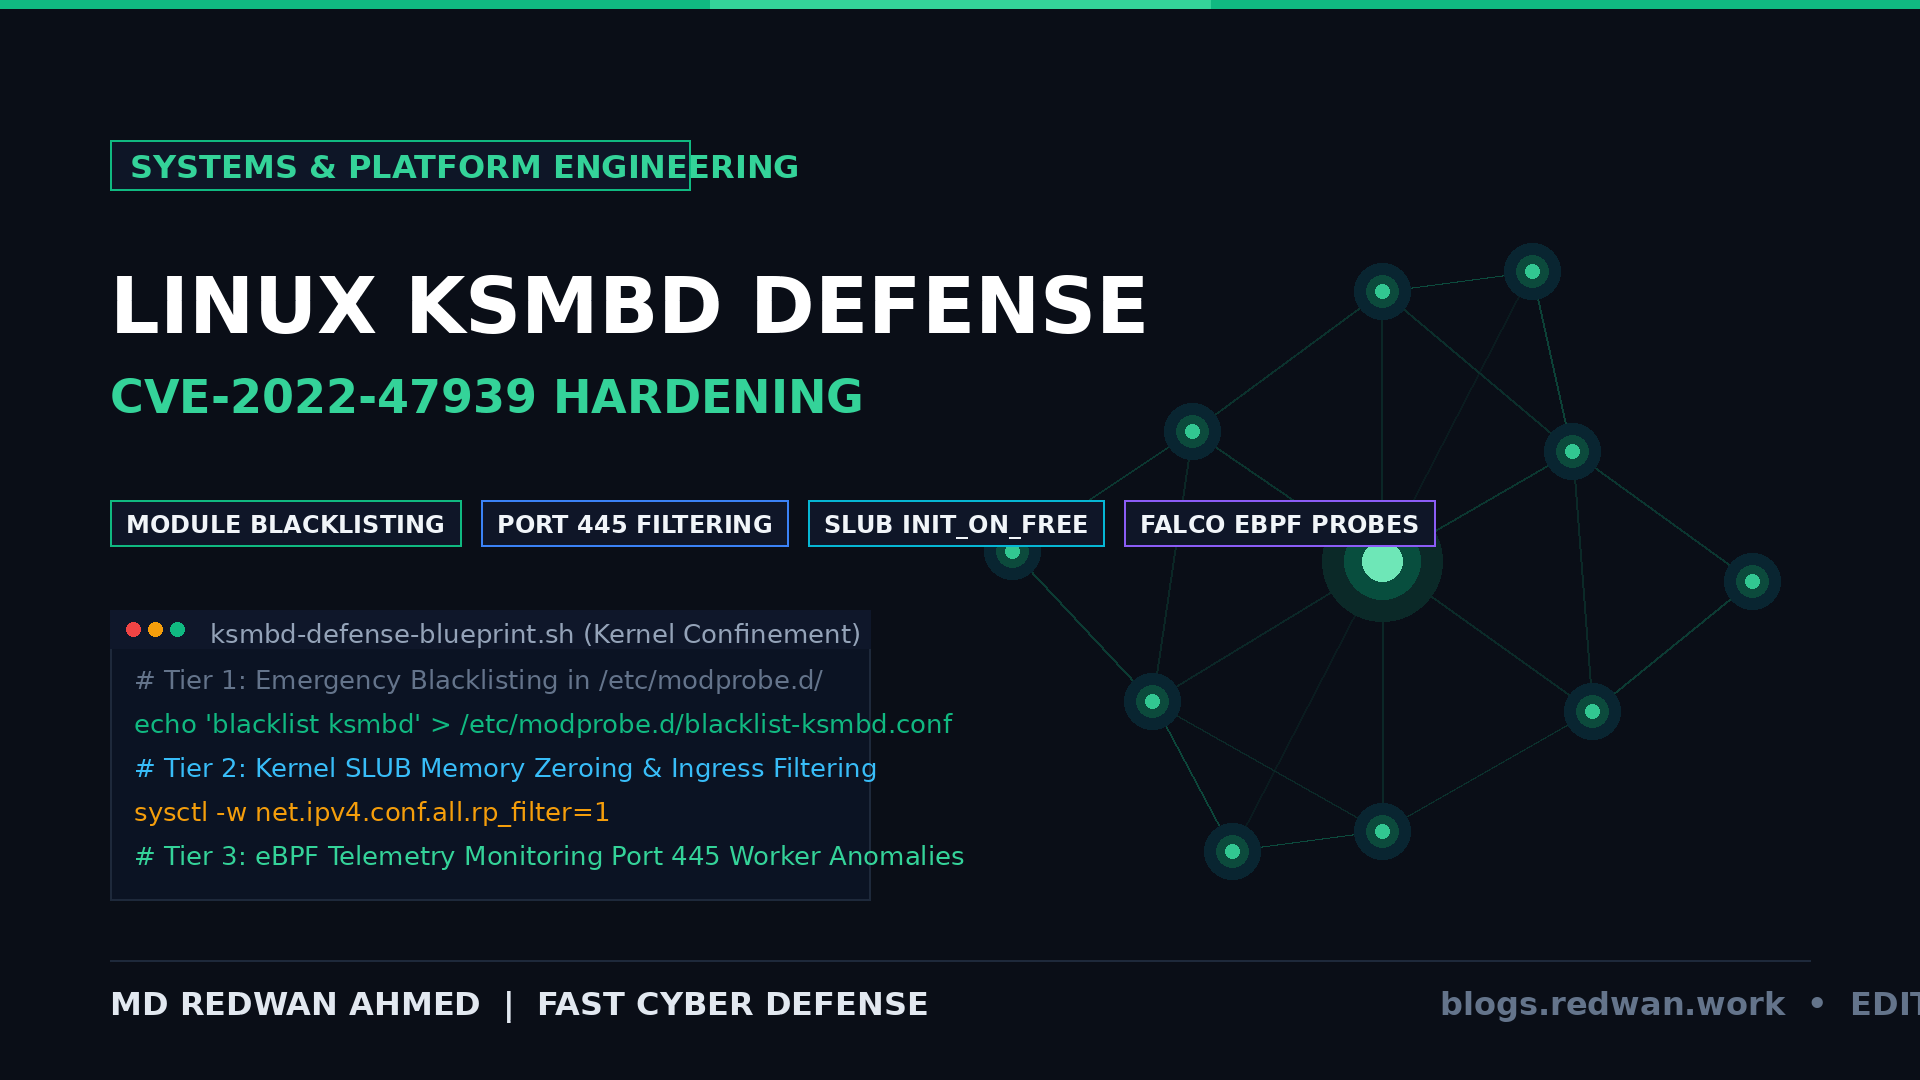 SYSTEMS & PLATFORM ENGINEERING
LINUX KSMBD DEFENSE
CVE-2022-47939 HARDENING
MODULE BLACKLISTING
PORT 445 FILTERING
SLUB INIT_ON_FREE
FALCO EBPF PROBES
ksmbd-defense-blueprint.sh (Kernel Confinement)
# Tier 1: Emergency Blacklisting in /etc/modprobe.d/
echo 'blacklist ksmbd' > /etc/modprobe.d/blacklist-ksmbd.conf
# Tier 2: Kernel SLUB Memory Zeroing & Ingress Filtering
sysctl -w net.ipv4.conf.all.rp_filter=1
# Tier 3: eBPF Telemetry Monitoring Port 445 Worker Anomalies
MD REDWAN AHMED | FAST CYBER DEFENSE
blogs.redwan.work •